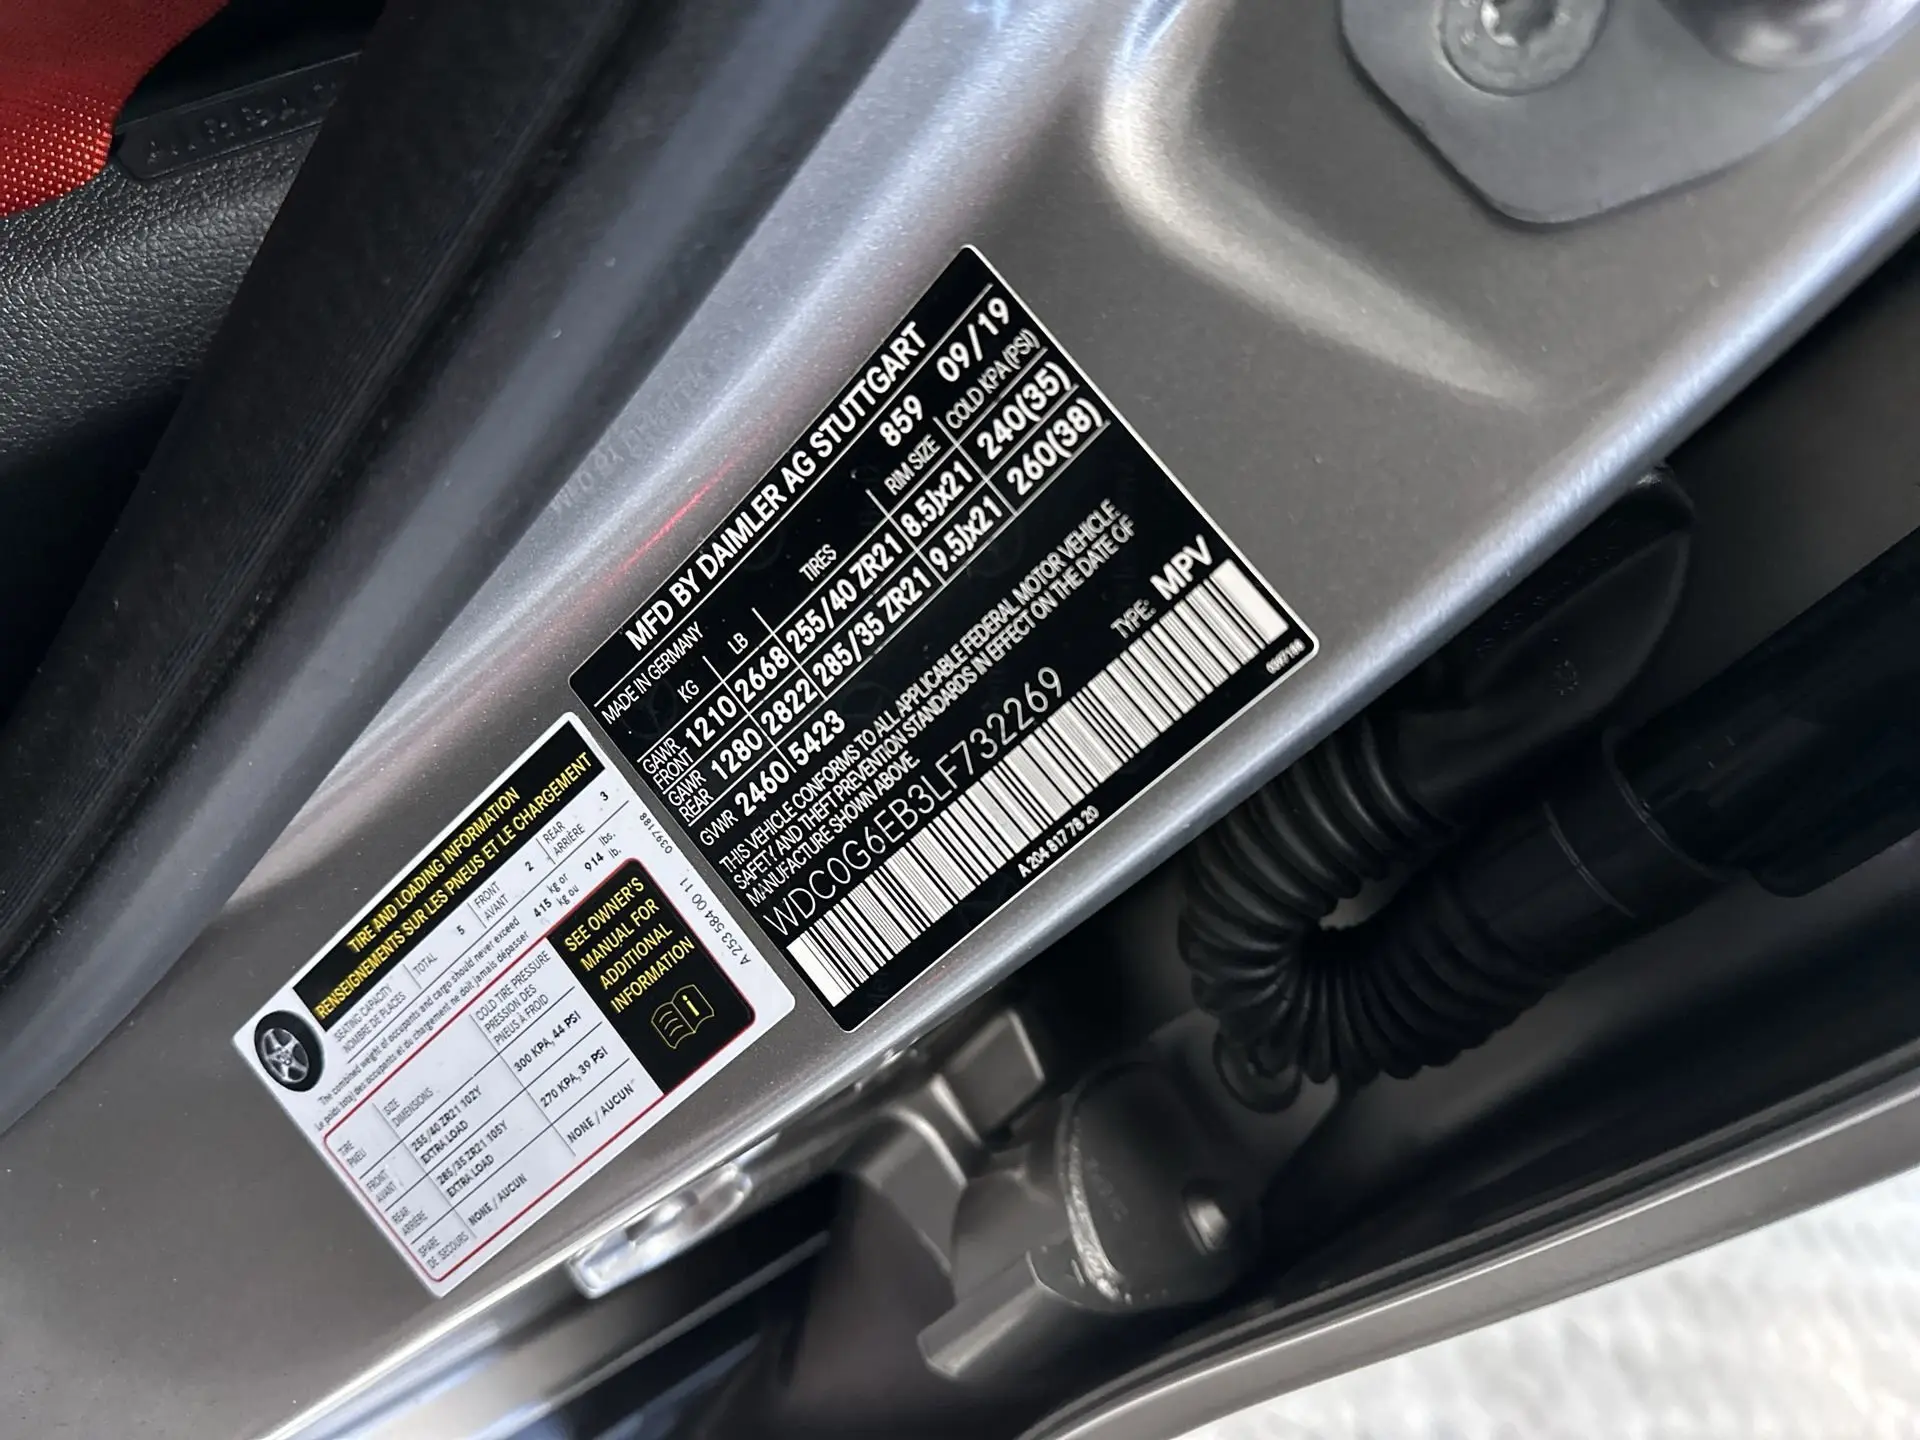 AIRBAG
MFD BY DAIMLER AG STUTTGART
MADE IN GERMANY 859 09/19
KG LB TIRES RIM SIZE COLD KPA(PSI)
GAWR FRONT 1210 2668 255/40 ZR21 8.5Jx21 240(35)
GAWR REAR 1280 2822 285/35 ZR21 9.5Jx21 260(38)
GVWR 2460 5423
THIS VEHICLE CONFORMS TO ALL APPLICABLE FEDERAL MOTOR VEHICLE
SAFETY, AND THEFT PREVENTION STANDARDS IN EFFECT ON THE DATE OF
MANUFACTURE SHOWN ABOVE.
WDC0G6EB3LF732269 TYPE: MPV
A 204 817 78 20
0397188
TIRE AND LOADING INFORMATION
RENSEIGNEMENTS SUR LES PNEUS ET LE CHARGEMENT
SEATING CAPACITY
NOMBRE DE PLACES
TOTAL 5
FRONT
AVANT 2
REAR
ARRIÈRE 3
The combined weight of occupants and cargo should never exceed 415 kg or 914 lbs.
Le poids total des occupants et du chargement ne doit jamais dépasser kg ou lb.
TIRE
PNEU
SIZE
DIMENSIONS
COLD TIRE PRESSURE
PRESSION DES
PNEUS À FROID
FRONT
AVANT
255/40 ZR21 102Y
EXTRA LOAD
300 KPA, 44 PSI
REAR
ARRIÈRE
285/35 ZR21 105Y
EXTRA LOAD
270 KPA, 39 PSI
SPARE
DE SECOURS
NONE / AUCUN
NONE / AUCUN
SEE OWNER'S
MANUAL FOR
ADDITIONAL
INFORMATION
0397188
A 253 584 00 11